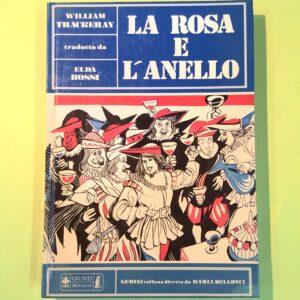 WILLIAM
THACKERAY
tradotto da
ELDA
BOSSI
LA ROSA
E
L'ANELLO
GIUNTI
Marzocco
GEMINI collana diretta da MARIA BELLONCI